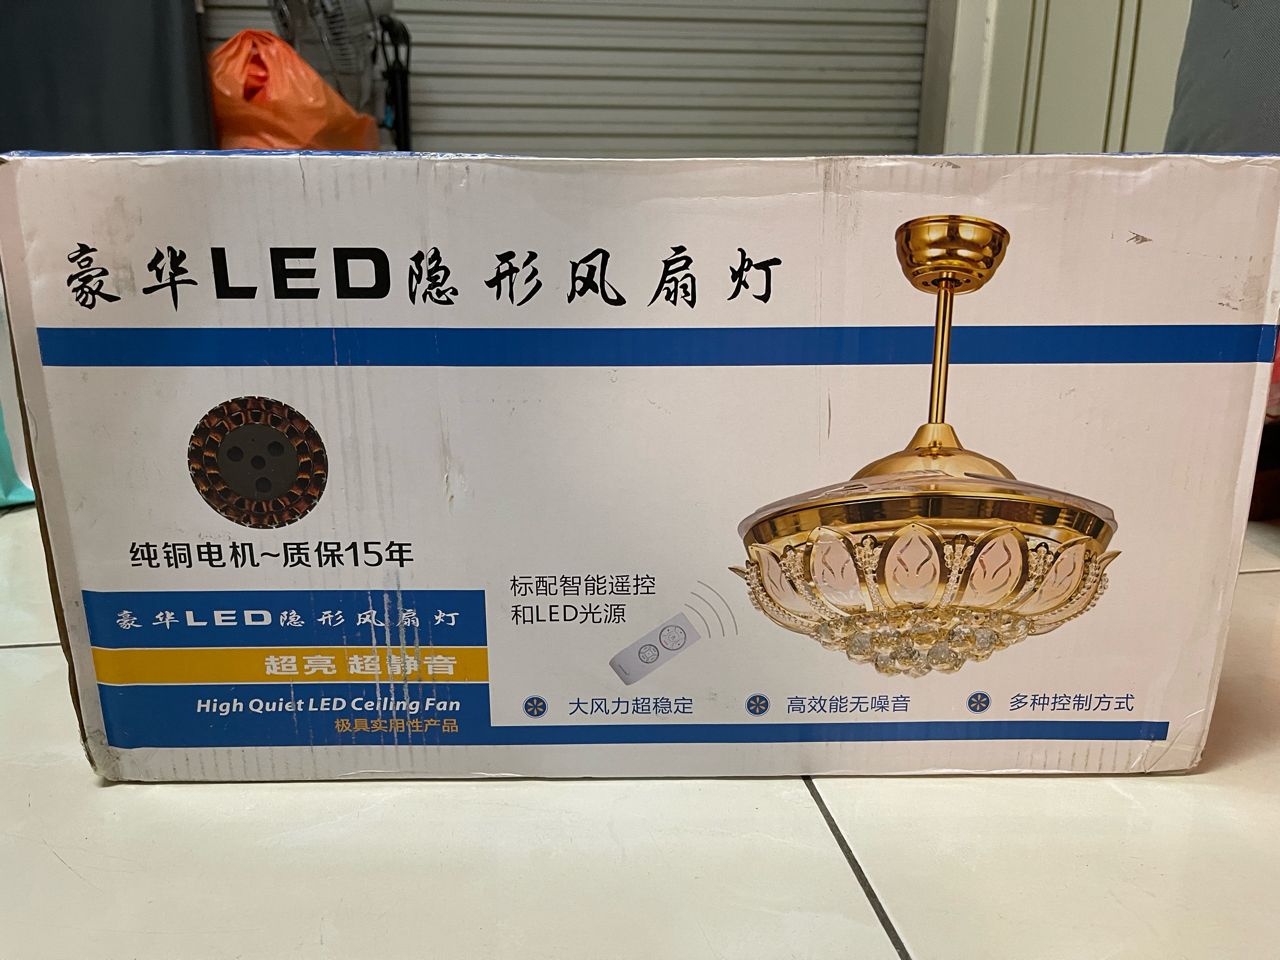 豪华LED隐形风扇灯
纯铜电机~质保15年
豪华LED隐形风扇灯
超亮 超静音
High Quiet LED Ceiling Fan
极具实用性产品
标配智能遥控
和LED光源
大风力超稳定
高效能无噪音
多种控制方式